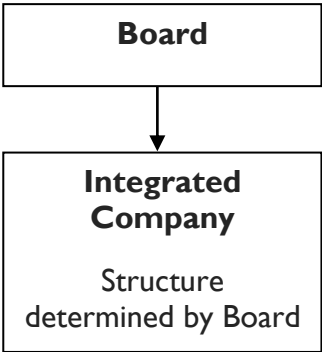 Board
Integrated
Company
Structure
determined by Board